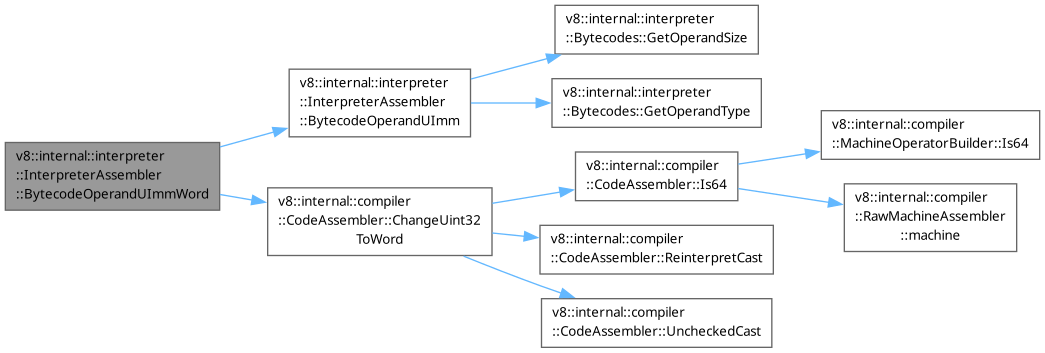 v8::internal::interpreter
::InterpreterAssembler
::BytecodeOperandUImmWord
v8::internal::interpreter
::InterpreterAssembler
::BytecodeOperandUImm
v8::internal::interpreter
::Bytecodes::GetOperandSize
v8::internal::interpreter
::Bytecodes::GetOperandType
v8::internal::compiler
::CodeAssembler::ChangeUint32
ToWord
v8::internal::compiler
::CodeAssembler::Is64
v8::internal::compiler
::MachineOperatorBuilder::Is64
v8::internal::compiler
::RawMachineAssembler
::machine
v8::internal::compiler
::CodeAssembler::ReinterpretCast
v8::internal::compiler
::CodeAssembler::UncheckedCast